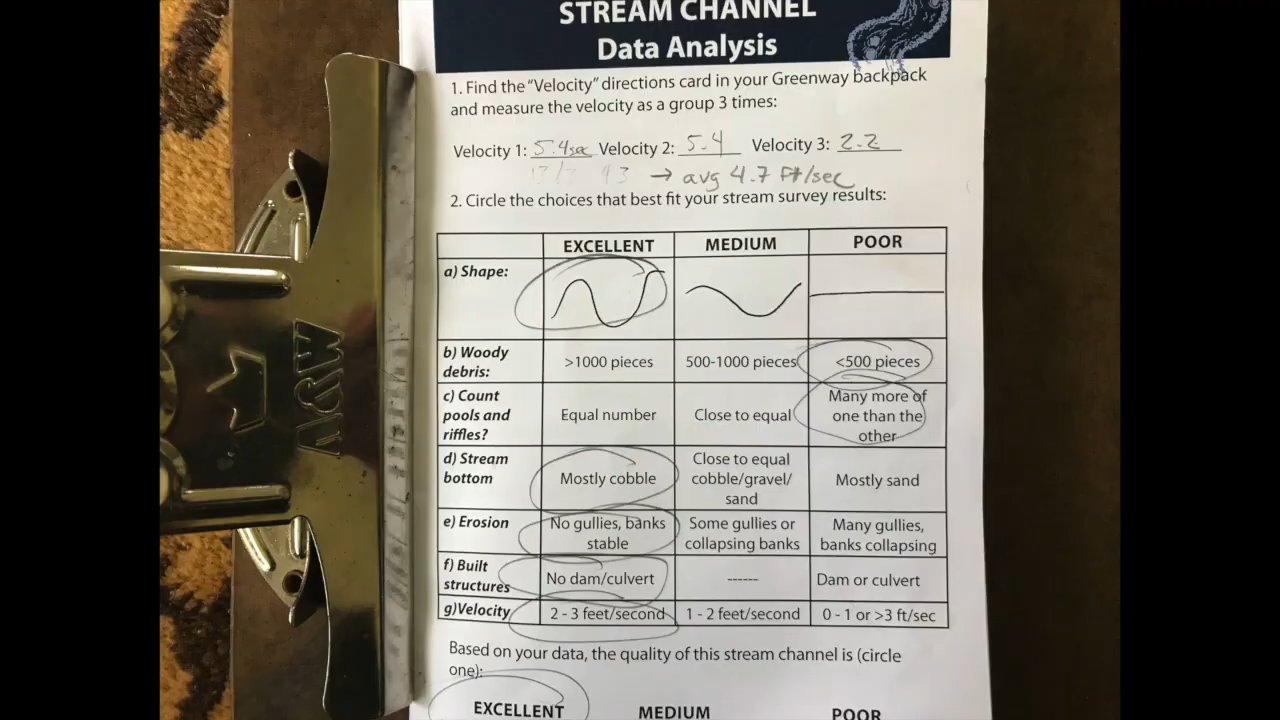 STREAM CHANNEL
Data Analysis
1. Find the "Velocity" directions card in your Greenway backpack
and measure the velocity as a group 3 times:
Velocity 1: 5.4sec Velocity 2: 5.4 Velocity 3: 2.2
→ avg 4.7 ft/sec
2. Circle the choices that best fit your stream survey results:
EXCELLENT MEDIUM POOR
a) Shape:
b) Woody debris: >1000 pieces 500-1000 pieces <500 pieces
c) Count pools and riffles? Equal number Close to equal Many more of one than the other
d) Stream bottom Mostly cobble Close to equal cobble/gravel/ sand Mostly sand
e) Erosion No gullies, banks stable Some gullies or collapsing banks Many gullies, banks collapsing
f) Built structures No dam/culvert ------ Dam or culvert
g)Velocity 2 - 3 feet/second 1 - 2 feet/second 0 - 1 or >3 ft/sec
Based on your data, the quality of this stream channel is (circle
one):
EXCELLENT MEDIUM POOR
A&W